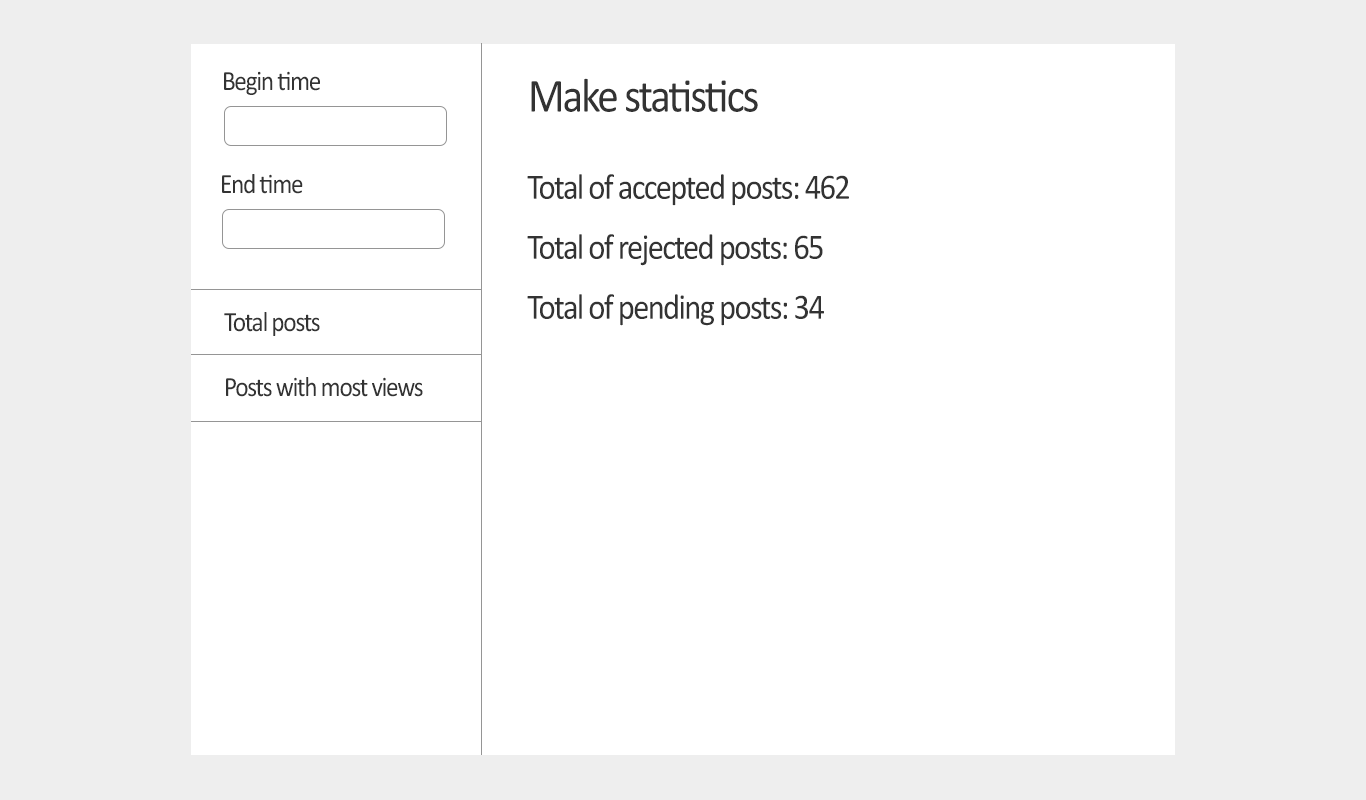 Begin time
End time
Total posts
Posts with most views
Make statistics
Total of accepted posts: 462
Total of rejected posts: 65
Total of pending posts: 34